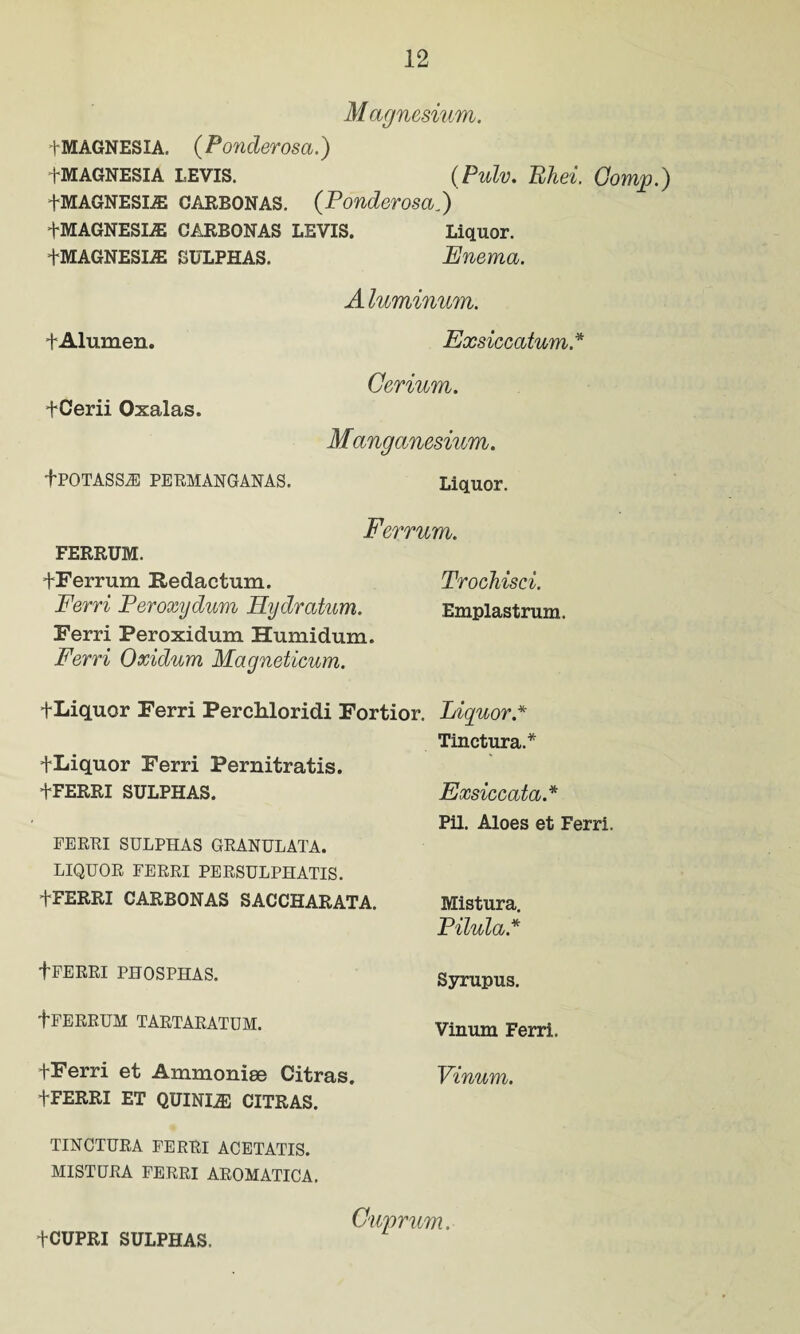 12
Magnesium.
†MAGNESIA. (Ponderosa.)
†MAGNESIA LEVIS. (Pulv. Rhei. Comp.)
†MAGNESIÆ CARBONAS. (Ponderosa.)
†MAGNESIÆ CARBONAS LEVIS. Liquor.
†MAGNESIÆ SULPHAS. Enema.
Aluminum.
†Alumen. Exsiccatum.*
Cerium.
†Cerii Oxalas.
Manganesium.
†POTASSÆ PERMANGANAS. Liquor.
Ferrum.
FERRUM.
†Ferrum Redactum. Trochisci.
Ferri Peroxydum Hydratum. Emplastrum.
Ferri Peroxidum Humidum.
Ferri Oxidum Magneticum.
†Liquor Ferri Perchloridi Fortior. Liquor.*
Tinctura.*
†Liquor Ferri Pernitratis.
†FERRI SULPHAS. Exsiccata.*
Pil. Aloes et Ferri.
FERRI SULPHAS GRANULATA.
LIQUOR FERRI PERSULPHATIS.
†FERRI CARBONAS SACCHARATA. Mistura.
Pilula.*
†FERRI PHOSPHAS. Syrupus.
†FERRUM TARTARATUM. Vinum Ferri.
†Ferri et Ammoniæ Citras. Vinum.
†FERRI ET QUINIÆ CITRAS.
TINCTURA FERRI ACETATIS.
MISTURA FERRI AROMATICA.
Cuprum.
†CUPRI SULPHAS.